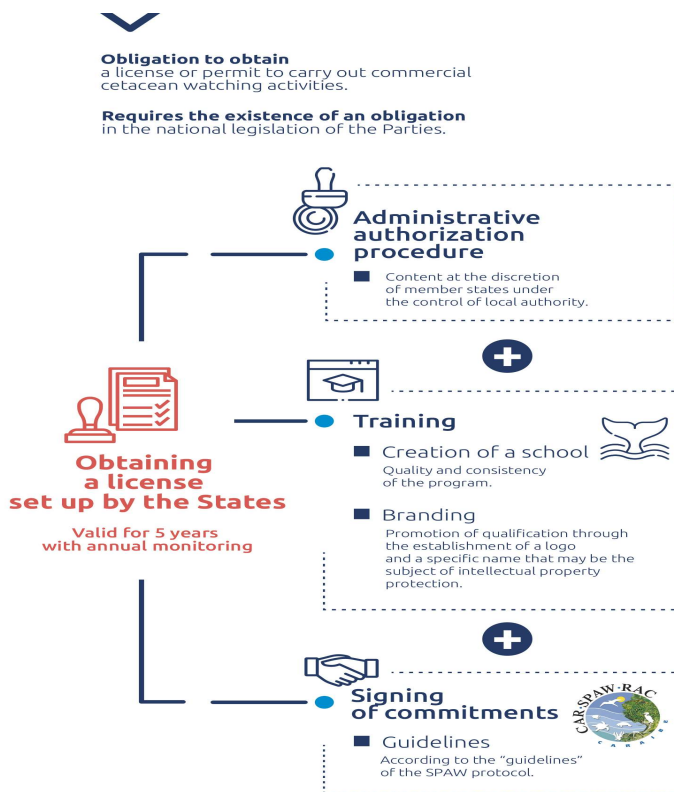 Obligation to obtain
a license or permit to carry out commercial
cetacean watching activities.
Requires the existence of an obligation
in the national legislation of the Parties.
Administrative
authorization
procedure
Content at the discretion
of member states under
the control of local authority.
Obtaining
a license
set up by the States
Valid for 5 years
with annual monitoring
Training
Creation of a school
Quality and consistency
of the program.
Branding
Promotion of qualification through
the establishment of a logo
and a specific name that may be the
subject of intellectual property
protection.
Signing
of commitments
Guidelines
According to the “guidelines”
of the SPAW protocol.
CAR·SPAW·RAC
CARAIBE